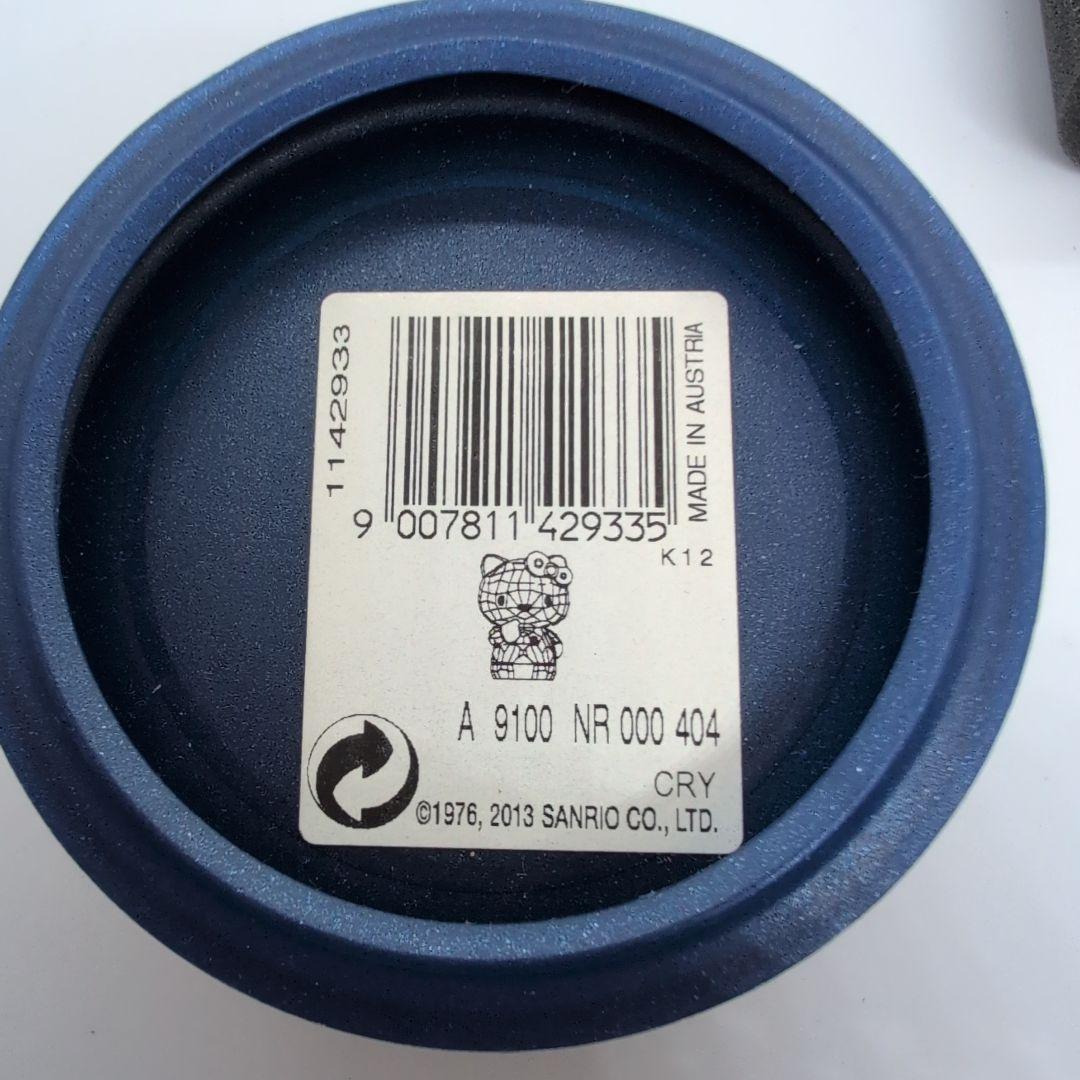 1142933
MADE IN AUSTRIA
9 007811 429335
K12
A 9100 NR 000 404
CRY
©1976, 2013 SANRIO CO., LTD.